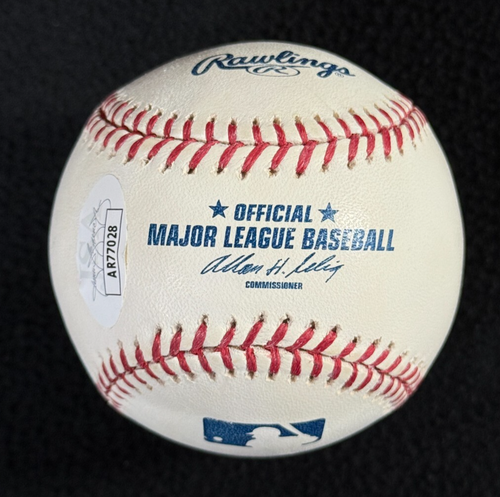 Rawlings
R
★ OFFICIAL ★
MAJOR LEAGUE BASEBALL
Allan H. Selig
COMMISSIONER
AR77028